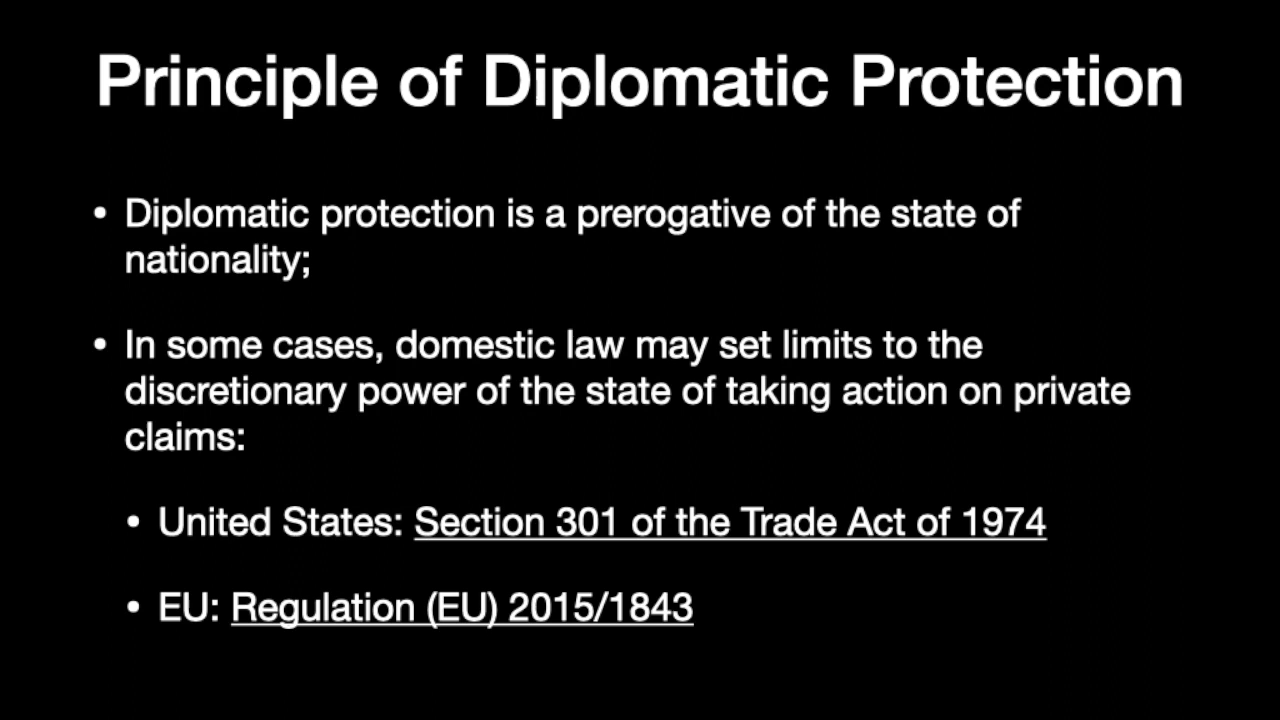 Principle of Diplomatic Protection
• Diplomatic protection is a prerogative of the state of
nationality;
• In some cases, domestic law may set limits to the
discretionary power of the state of taking action on private
claims:
• United States: Section 301 of the Trade Act of 1974
• EU: Regulation (EU) 2015/1843